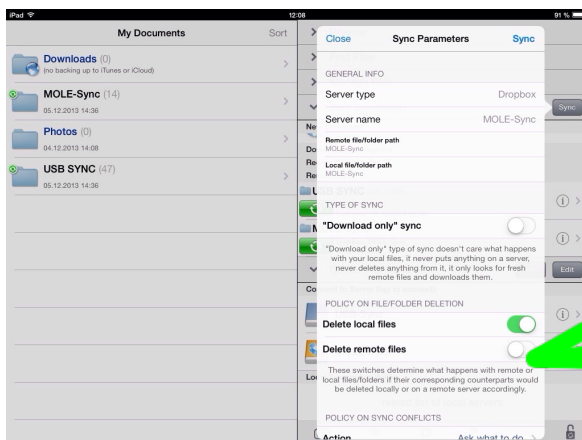 iPad
12:08
91 %
My Documents
Sort
Downloads (0)
(no backing up to iTunes or iCloud)
MOLE-Sync (14)
05.12.2013 14:36
Photos (0)
04.12.2013 14:08
USB SYNC (47)
05.12.2013 14:36
Close
Sync Parameters
Sync
GENERAL INFO
Server type
Dropbox
Server name
MOLE-Sync
Remote file/folder path
MOLE-Sync
Local file/folder path
MOLE-Sync
TYPE OF SYNC
"Download only" sync
"Download only" type of sync doesn't care what happens
with your local files, it never puts anything on a server,
never deletes anything from it, it only looks for fresh
remote files and downloads them.
POLICY ON FILE/FOLDER DELETION
Delete local files
Delete remote files
These switches determine what happens with remote or
local files/folders if their corresponding counterparts would
be deleted locally or on a remote server accordingly.
POLICY ON SYNC CONFLICTS
Action
Ask what to do
Sync
Edit